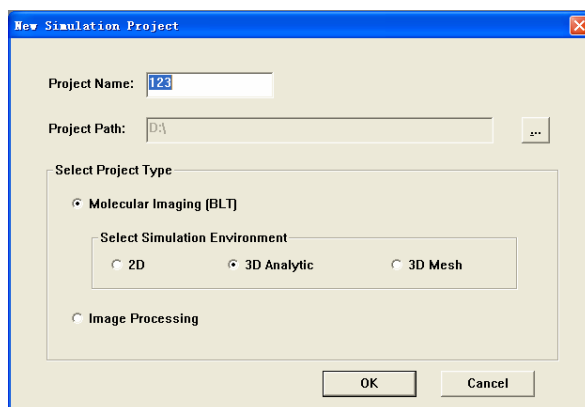 New Simulation Project
Project Name: 123
Project Path: D:\ ...
Select Project Type
Molecular Imaging (BLT)
Select Simulation Environment
2D 3D Analytic 3D Mesh
Image Processing
OK Cancel